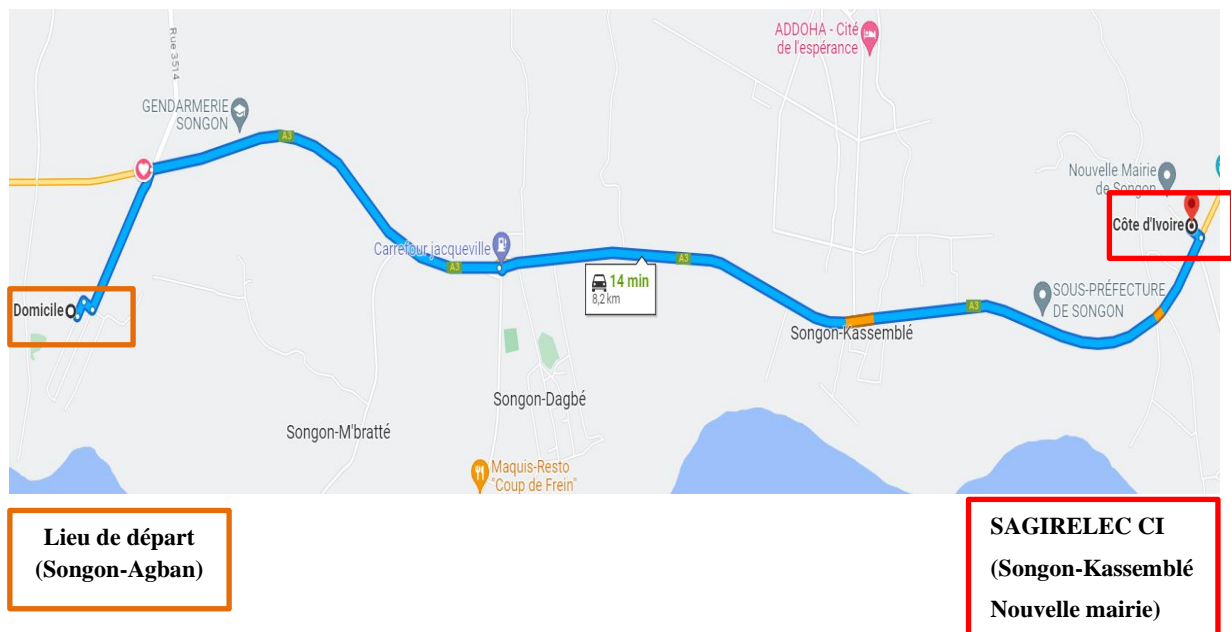 ADDOHA - Cité
de l'espérance
Rue 3514
GENDARMERIE
SONGON
A3
Nouvelle Mairie
de Songon
Côte d'Ivoire
Carrefour jacqueville
A3
A3
14 min
8,2 km
Domicile
A3
SOUS-PRÉFECTURE
DE SONGON
Songon-Kassemblé
Songon-Dagbé
Songon-M'bratté
Maquis-Resto
"Coup de Frein"
Lieu de départ
(Songon-Agban)
SAGIRELEC CI
(Songon-Kassemblé
Nouvelle mairie)